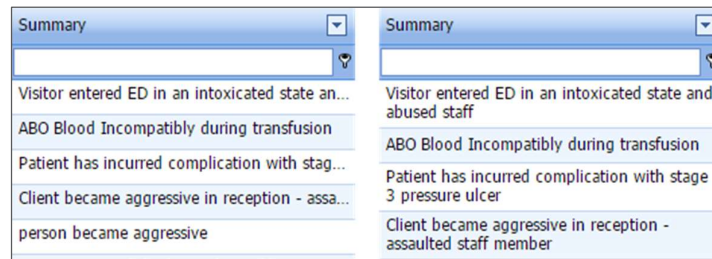 Summary
Visitor entered ED in an intoxicated state an...
ABO Blood Incompatibly during transfusion
Patient has incurred complication with stag...
Client became aggressive in reception - assa...
person became aggressive
Summary
Visitor entered ED in an intoxicated state and
abused staff
ABO Blood Incompatibly during transfusion
Patient has incurred complication with stage
3 pressure ulcer
Client became aggressive in reception -
assaulted staff member